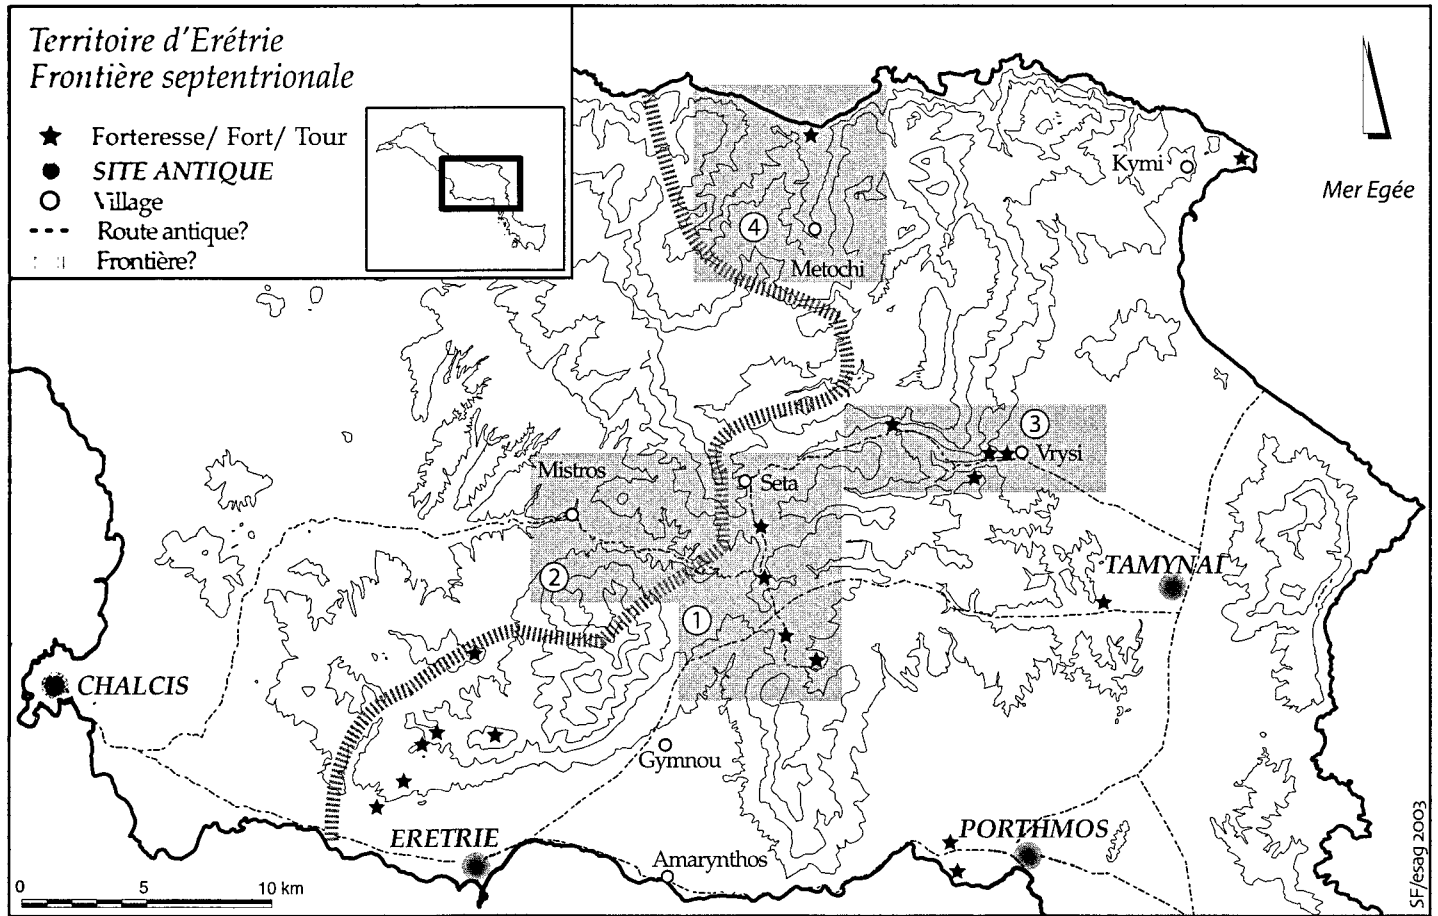 Territoire d'Erétrie
Frontière septentrionale
Forteresse/ Fort/ Tour
SITE ANTIQUE
Village
Route antique?
Frontière?
Kymi
Mer Egée
4
Metochi
3
Vrysi
Mistros
Seta
2
TAMYNAI
1
CHALCIS
Gymnou
ERETRIE
PORTHMOS
Amarynthos
0 5 10 km
SF/esag 2003